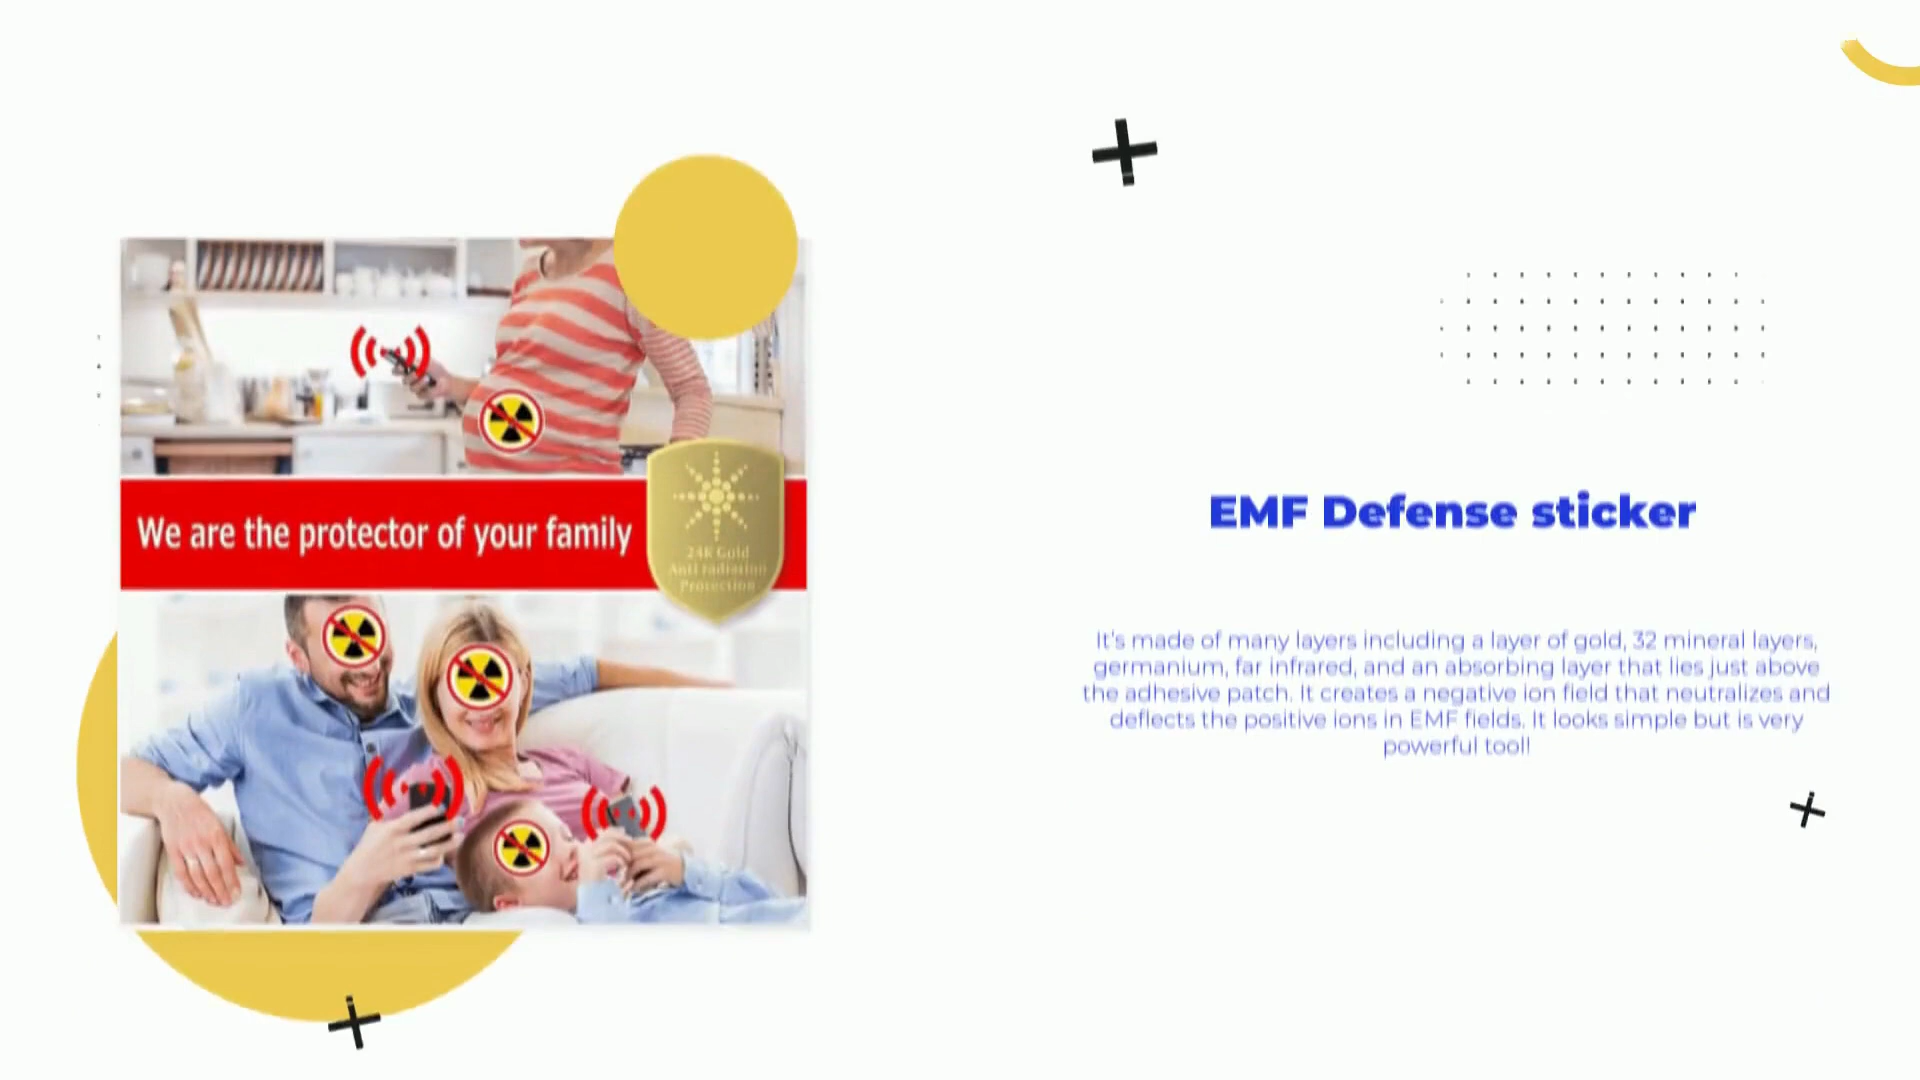 We are the protector of your family
24K Gold
Anti radiation
Protection
EMF Defense sticker
It's made of many layers including a layer of gold, 32 mineral layers,
germanium, far infrared, and an absorbing layer that lies just above
the adhesive patch. It creates a negative ion field that neutralizes and
deflects the positive ions in EMF fields. It looks simple but is very
powerful tool!